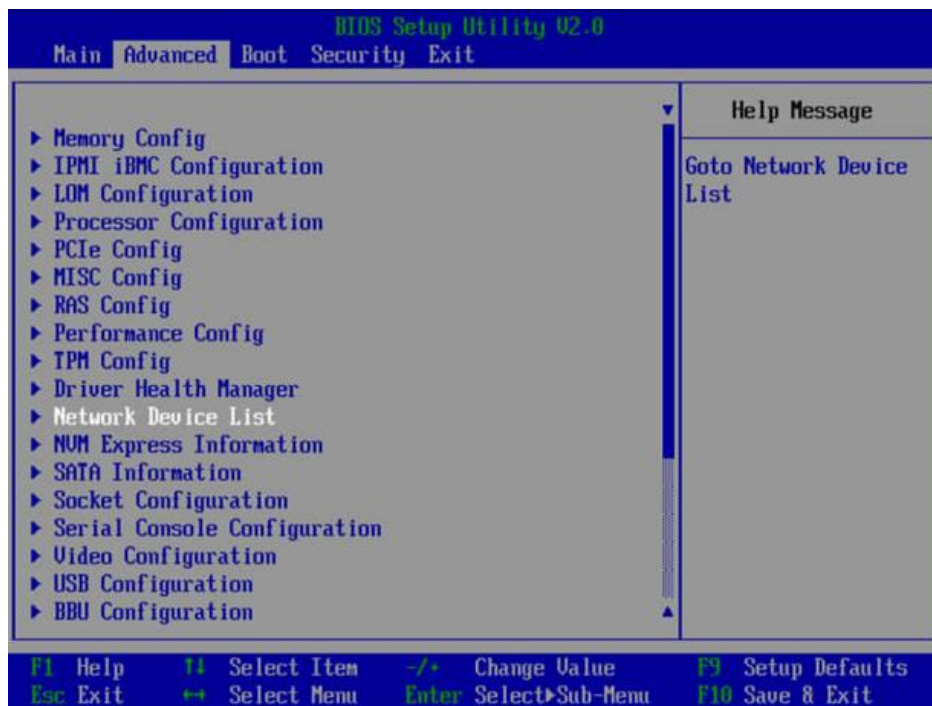 BIOS Setup Utility V2.0
Main Advanced Boot Security Exit
Help Message
Goto Network Device
List
▶ Memory Config
▶ IPMI iBMC Configuration
▶ LOM Configuration
▶ Processor Configuration
▶ PCIe Config
▶ MISC Config
▶ RAS Config
▶ Performance Config
▶ TPM Config
▶ Driver Health Manager
▶ Network Device List
▶ NVM Express Information
▶ SATA Information
▶ Socket Configuration
▶ Serial Console Configuration
▶ Video Configuration
▶ USB Configuration
▶ BBU Configuration
F1 Help ↑↓ Select Item -/+ Change Value F9 Setup Defaults
Esc Exit ↔ Select Menu Enter Select▶Sub-Menu F10 Save & Exit